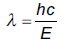 λ = hc/E